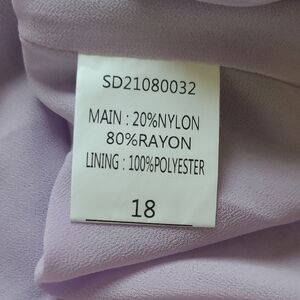 SD21080032
MAIN : 20%NYLON
80%RAYON
LINING : 100%POLYESTER
18